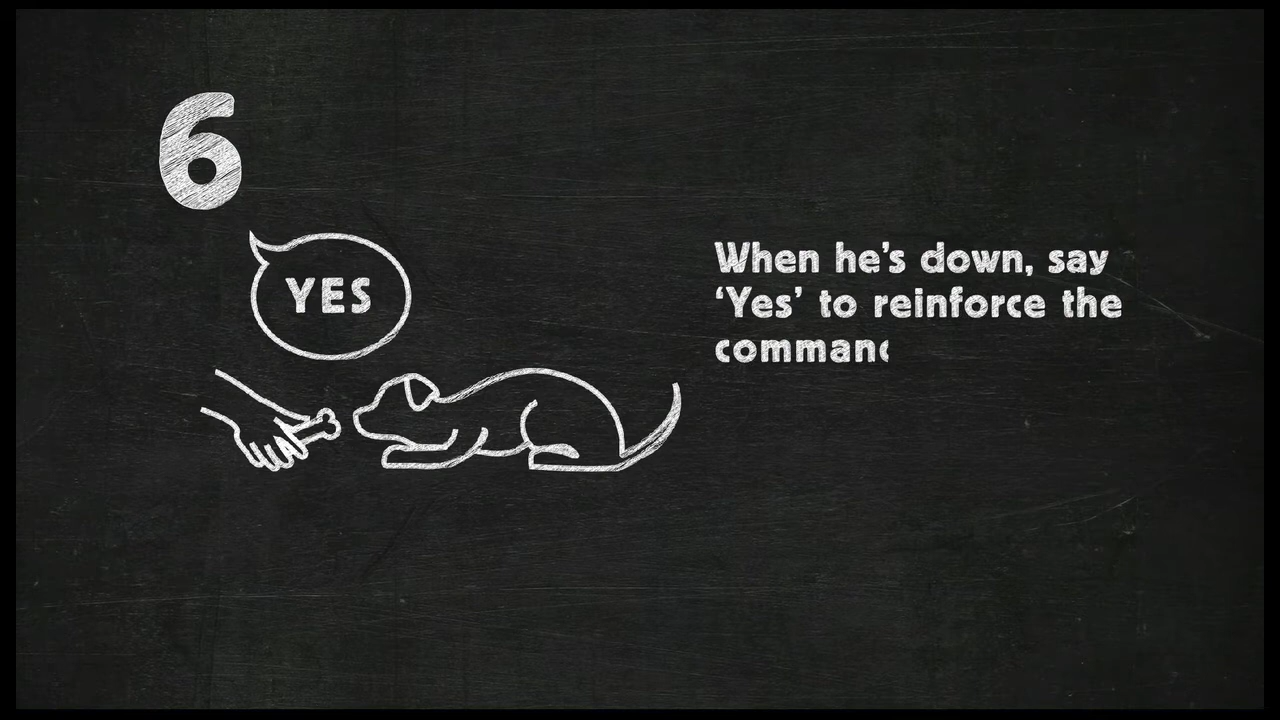 6
YES
When he's down, say
‘Yes’ to reinforce the
comman